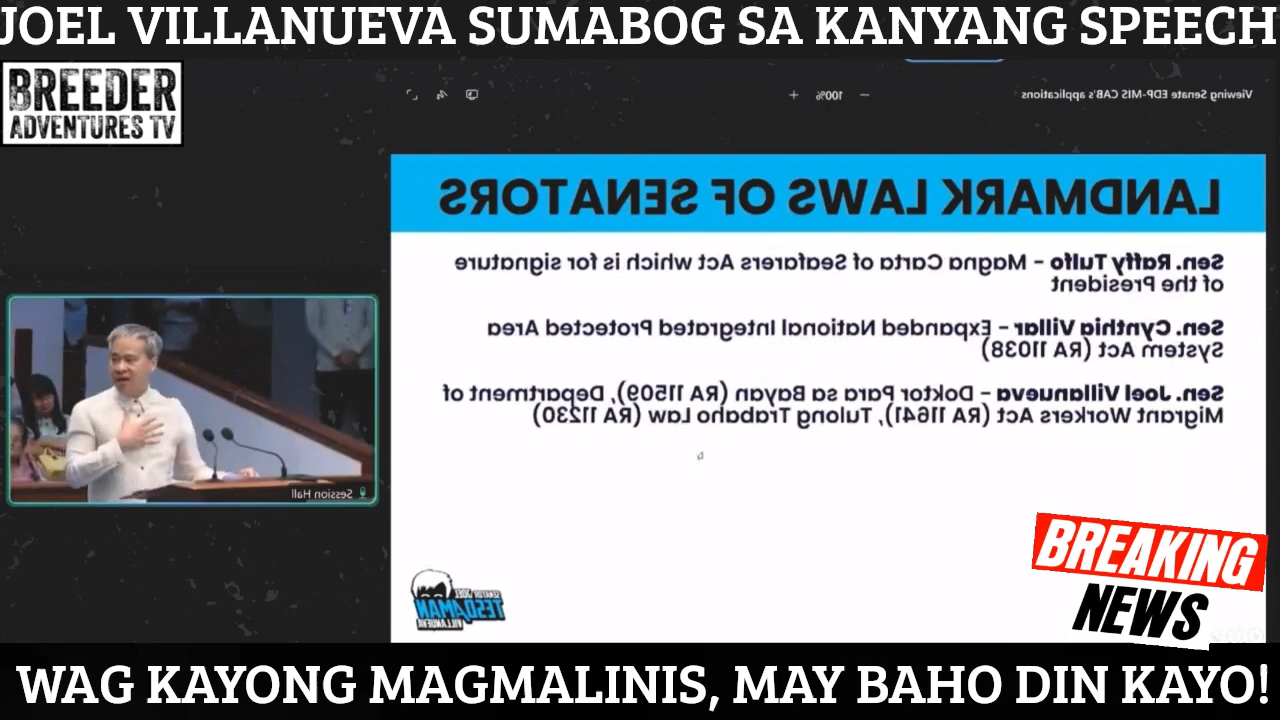 JOEL VILLANUEVA SUMABOG SA KANYANG SPEECH
BREEDER
ADVENTURES TV
Viewing Senate EDP-MIS CAB's applications
100%
LANDMARK LAWS OF SENATORS
Sen. Raffy Tulfo - Magna Carta of Seafarers Act which is for signature
of the President
Sen. Cynthia Villar - Expanded National Integrated Protected Area
System Act (RA 11038)
Sen. Joel Villanueva - Doktor Para sa Bayan (RA 11509), Department of
Migrant Workers Act (RA 11641), Tulong Trabaho Law (RA 11230)
Session Hall
SENATOR JOEL
TESDAMAN
VILLANUEVA
BREAKING
NEWS
WAG KAYONG MAGMALINIS, MAY BAHO DIN KAYO!